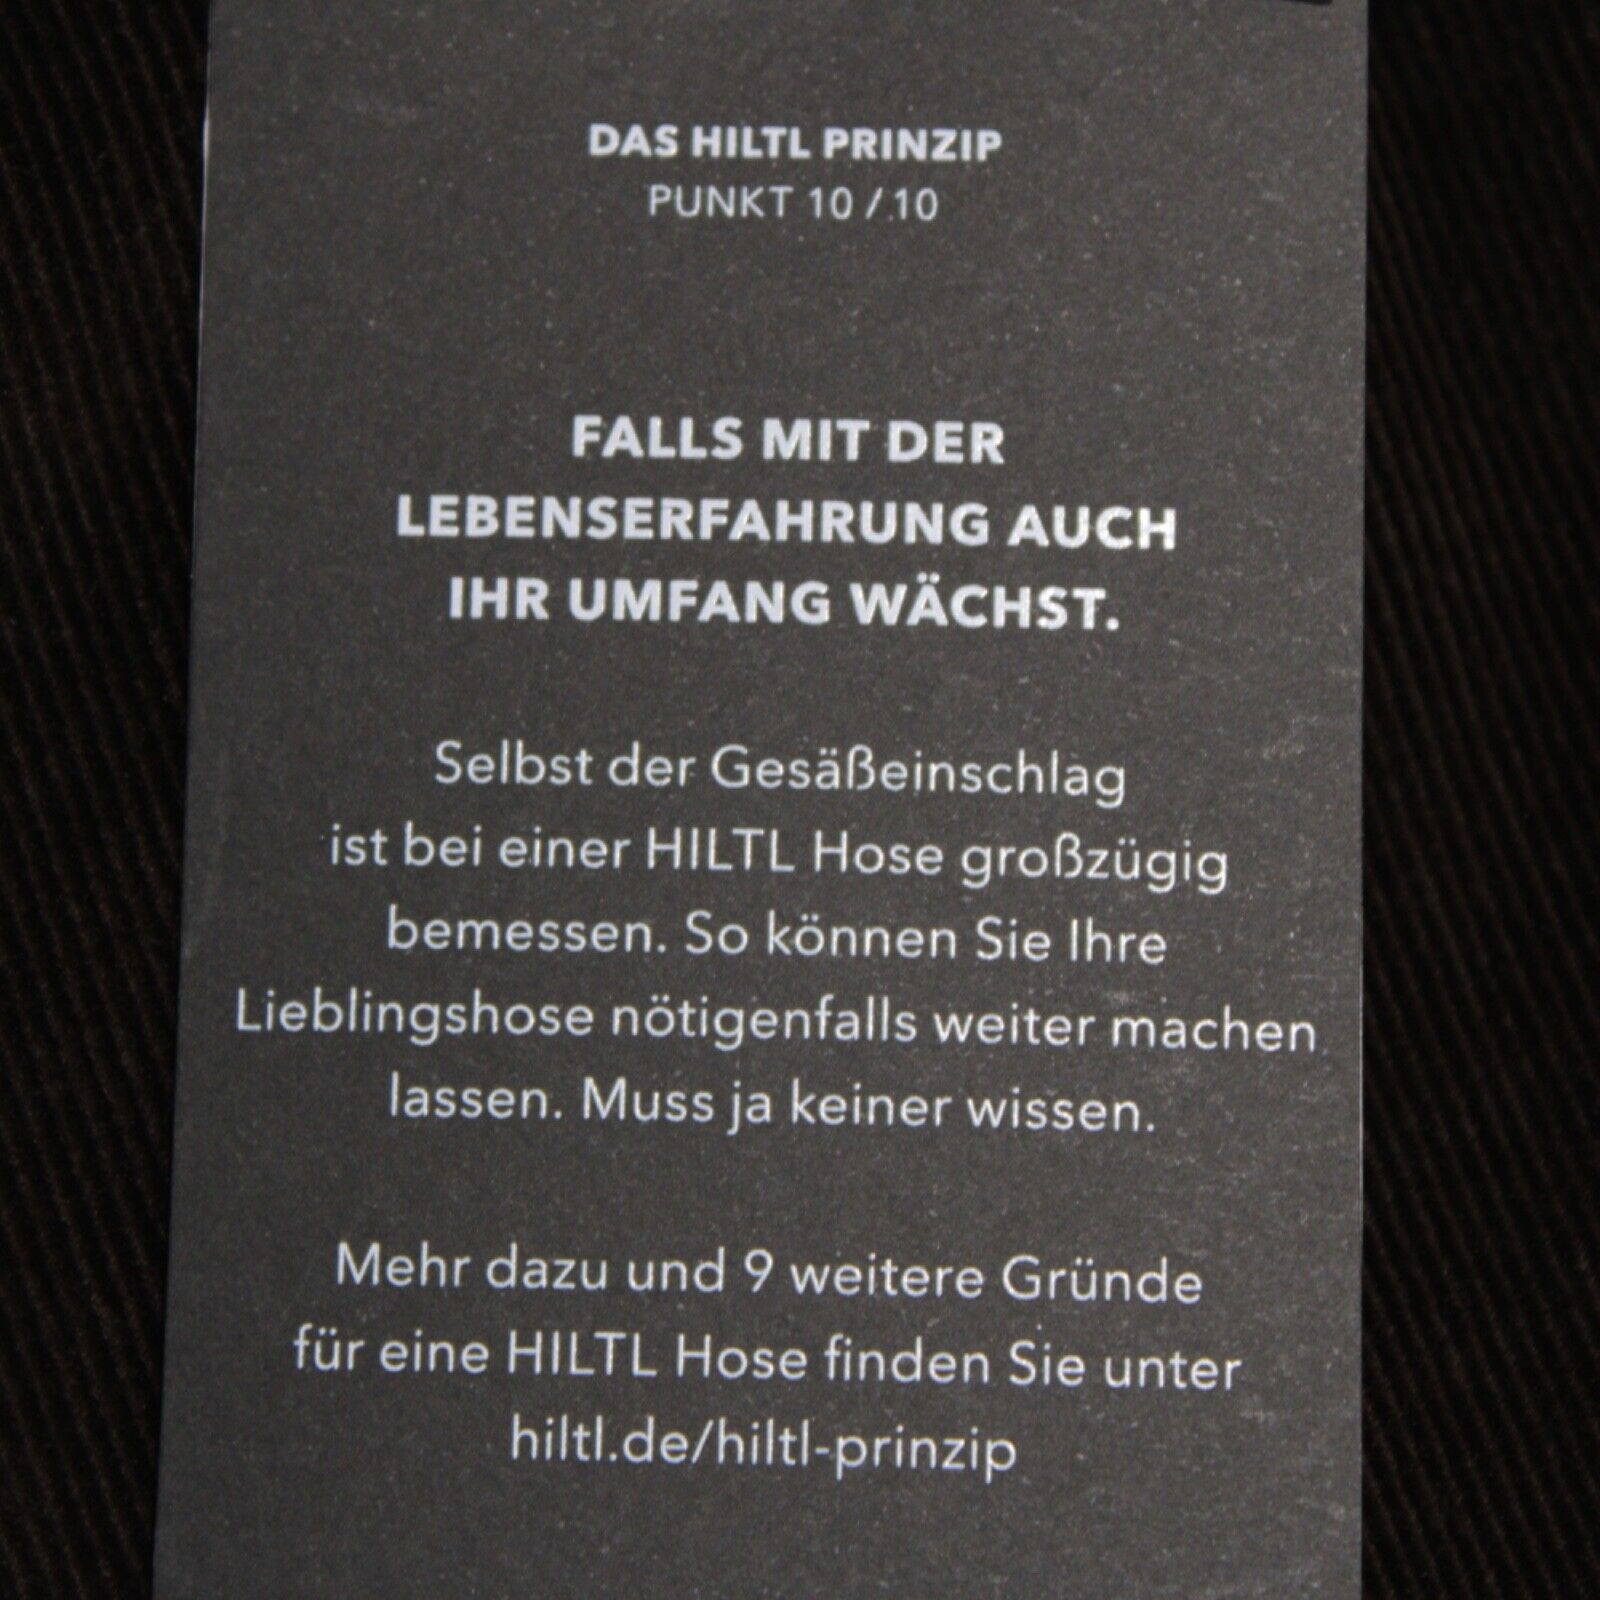 DAS HILTL PRINZIP
PUNKT 10 / 10
FALLS MIT DER
LEBENSERFAHRUNG AUCH
IHR UMFANG WÄCHST.
Selbst der Gesäßeinschlag
ist bei einer HILTL Hose großzügig
bemessen. So können Sie Ihre
Lieblingshose nötigenfalls weiter machen
lassen. Muss ja keiner wissen.
Mehr dazu und 9 weitere Gründe
für eine HILTL Hose finden Sie unter
hiltl.de/hiltl-prinzip